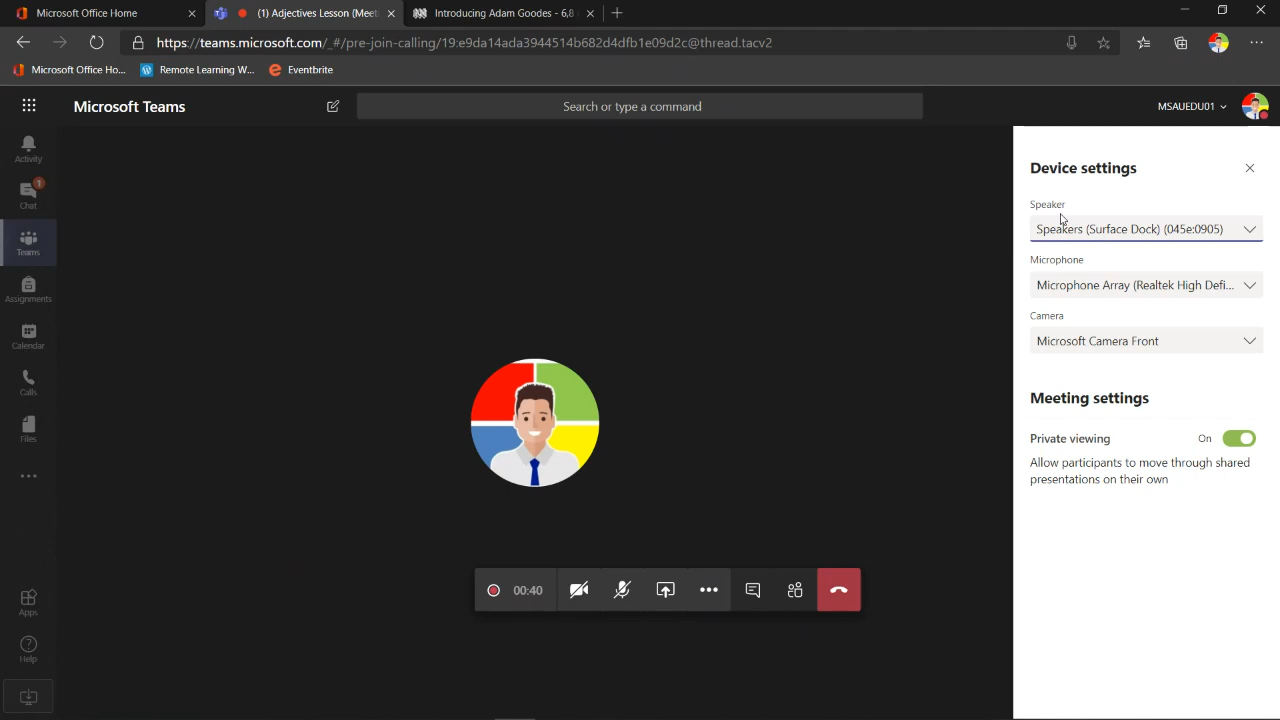 Microsoft Office Home
(1) Adjectives Lesson (Meeti
Introducing Adam Goodes - 6,8
https://teams.microsoft.com/_#/pre-join-calling/19:e9da14ada3944514b682d4dfb1e09d2c@thread.tacv2
Microsoft Office Ho...
Remote Learning W...
Eventbrite
Microsoft Teams
Search or type a command
MSAUEDU01
Activity
Chat
1
Teams
Assignments
Calendar
Calls
Files
Apps
Help
Device settings
Speaker
Speakers (Surface Dock) (045e:0905)
Microphone
Microphone Array (Realtek High Defi...
Camera
Microsoft Camera Front
Meeting settings
Private viewing
On
Allow participants to move through shared
presentations on their own
00:40